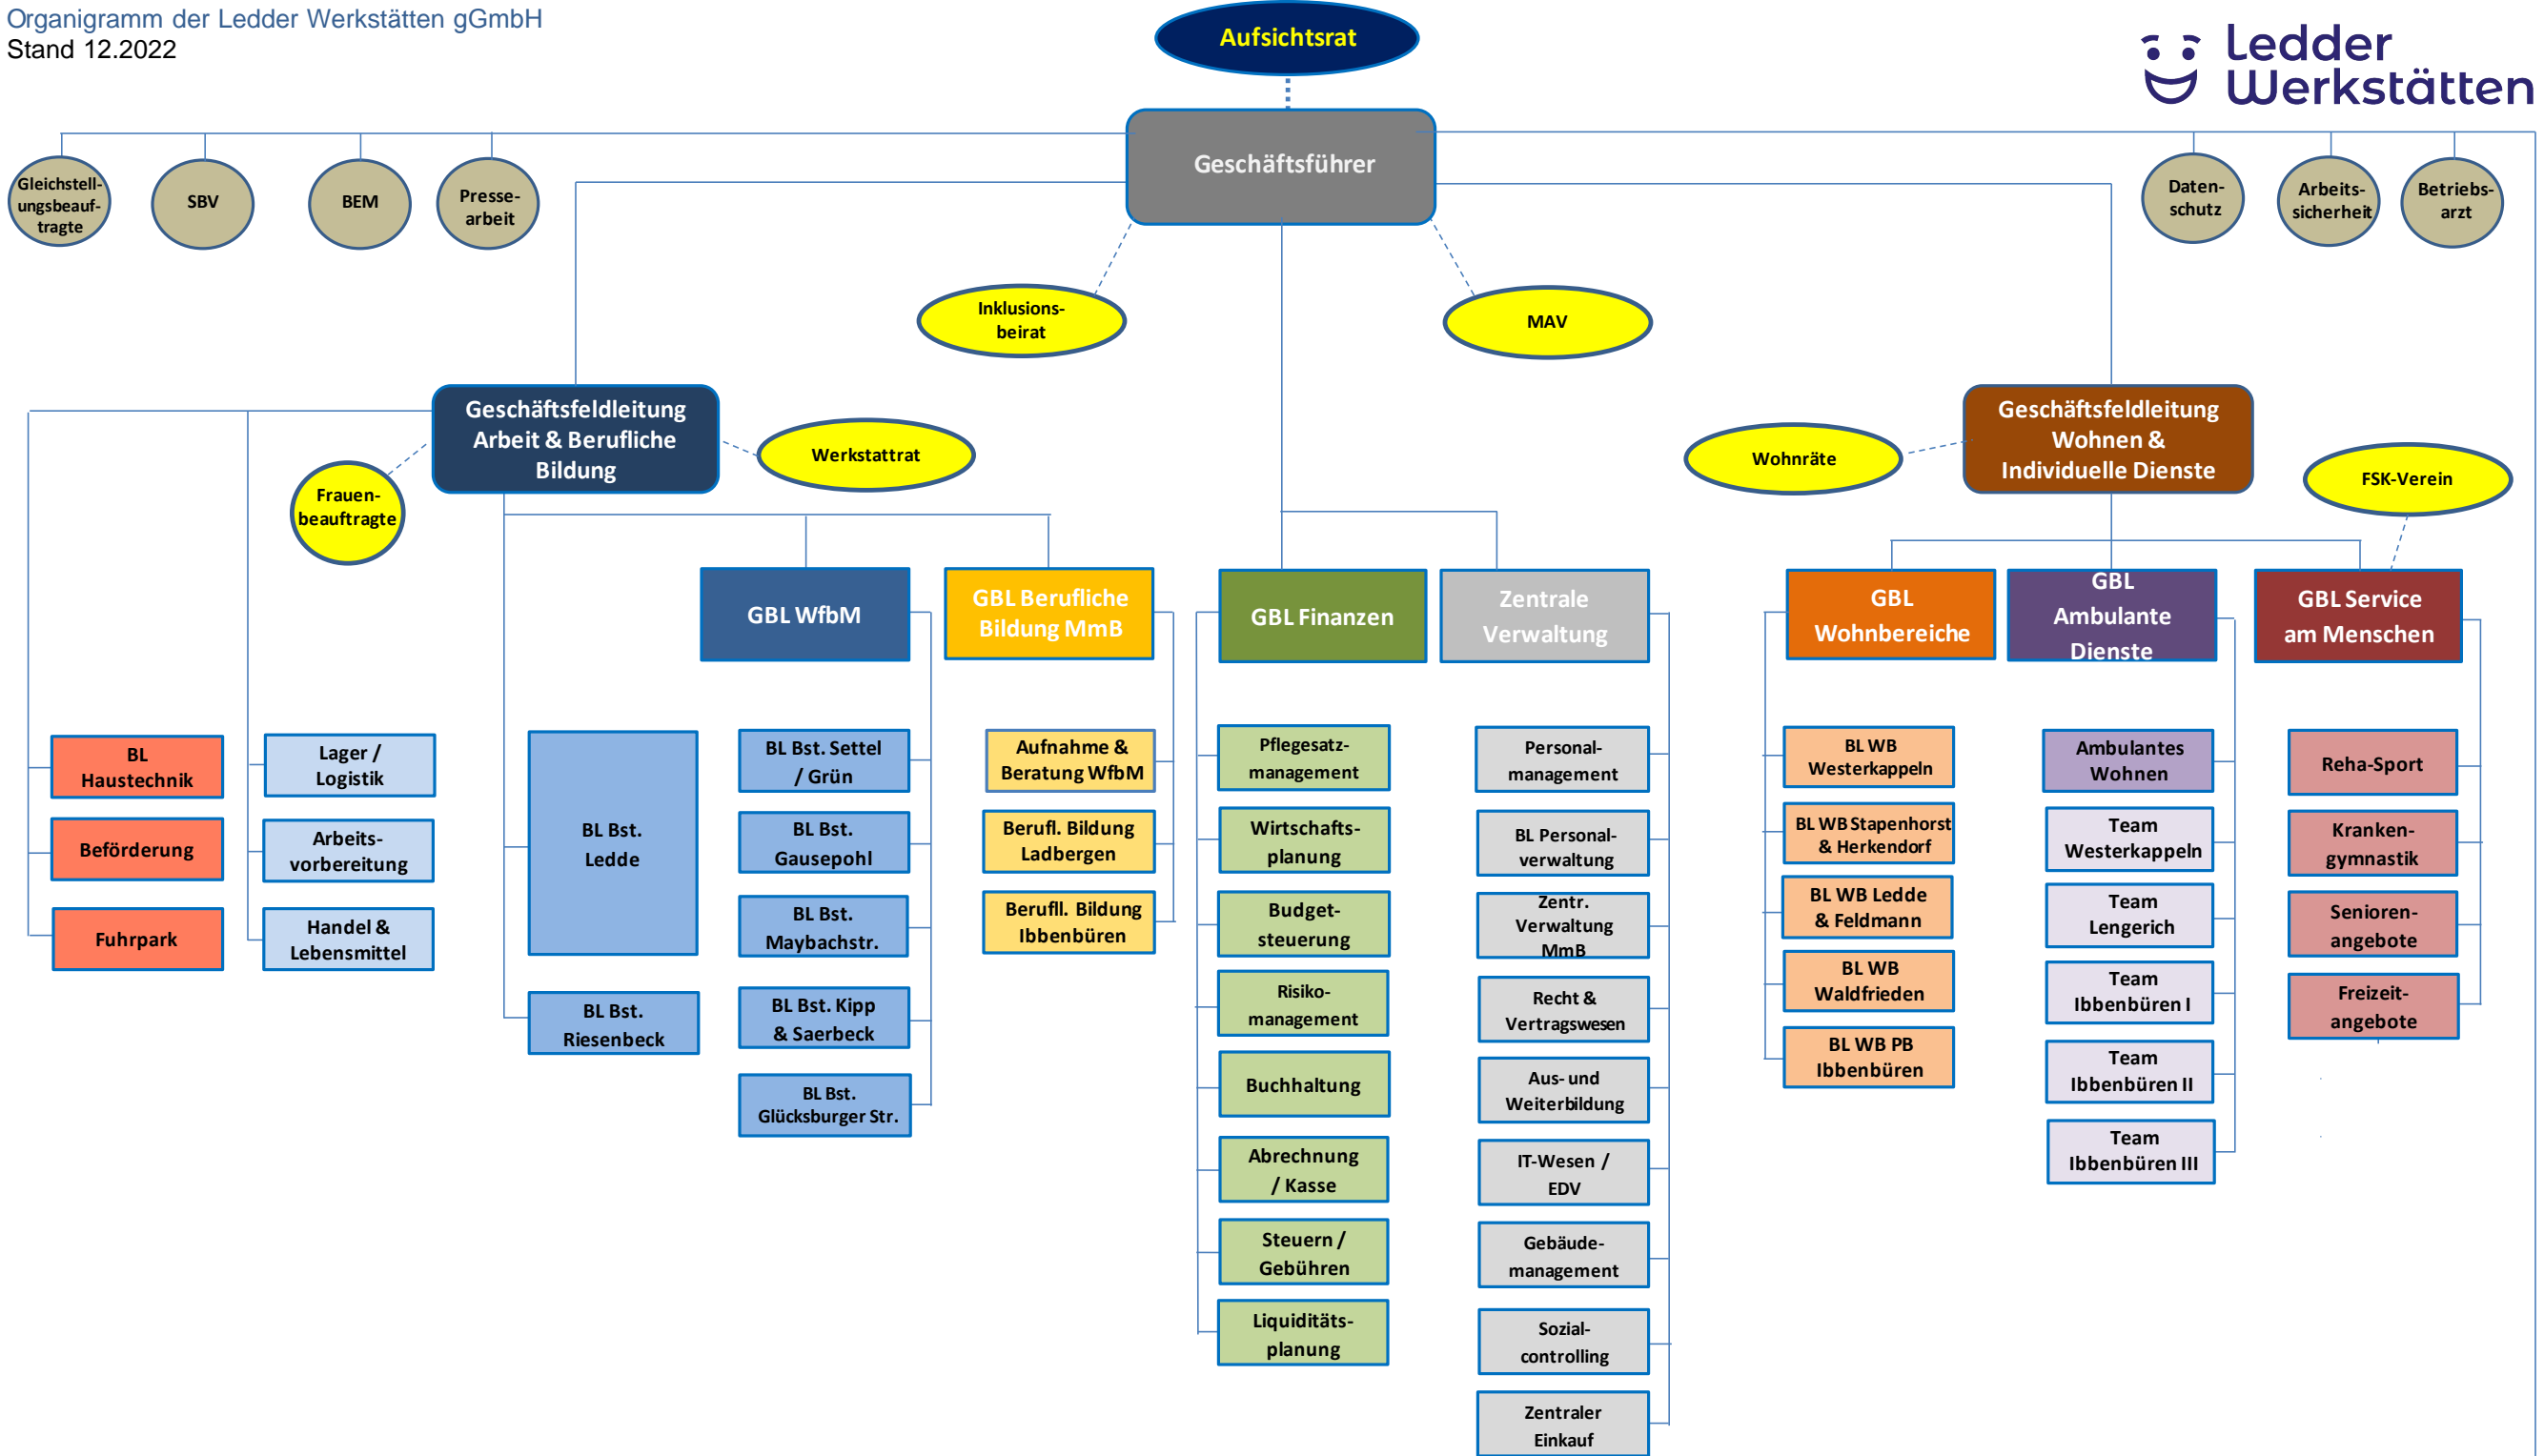 Organigramm der Ledder Werkstätten gGmbH
Stand 12.2022
Aufsichtsrat
Ledder
Werkstätten
Geschäftsführer
Gleichstell-
ungsbeauf-
tragte
SBV
BEM
Presse-
arbeit
Daten-
schutz
Arbeits-
sicherheit
Betriebs-
arzt
Inklusions-
beirat
MAV
Geschäftsfeldleitung
Arbeit & Berufliche
Bildung
Werkstattrat
Frauen-
beauftragte
Wohnräte
Geschäftsfeldleitung
Wohnen &
Individuelle Dienste
FSK-Verein
GBL WfbM
GBL Berufliche
Bildung MmB
GBL Finanzen
Zentrale
Verwaltung
GBL
Wohnbereiche
GBL
Ambulante
Dienste
GBL Service
am Menschen
BL
Haustechnik
Beförderung
Fuhrpark
Lager /
Logistik
Arbeits-
vorbereitung
Handel &
Lebensmittel
BL Bst.
Ledde
BL Bst.
Riesenbeck
BL Bst. Settel
/ Grün
BL Bst.
Gausepohl
BL Bst.
Maybachstr.
BL Bst. Kipp
& Saerbeck
BL Bst.
Glücksburger Str.
Aufnahme &
Beratung WfbM
Berufl. Bildung
Ladbergen
Berufll. Bildung
Ibbenbüren
Pflegesatz-
management
Wirtschafts-
planung
Budget-
steuerung
Risiko-
management
Buchhaltung
Abrechnung
/ Kasse
Steuern /
Gebühren
Liquiditäts-
planung
Personal-
management
BL Personal-
verwaltung
Zentr.
Verwaltung
MmB
Recht &
Vertragswesen
Aus- und
Weiterbildung
IT-Wesen /
EDV
Gebäude-
management
Sozial-
controlling
Zentraler
Einkauf
BL WB
Westerkappeln
BL WB Stapenhorst
& Herkendorf
BL WB Ledde
& Feldmann
BL WB
Waldfrieden
BL WB PB
Ibbenbüren
Ambulantes
Wohnen
Team
Westerkappeln
Team
Lengerich
Team
Ibbenbüren I
Team
Ibbenbüren II
Team
Ibbenbüren III
Reha-Sport
Kranken-
gymnastik
Senioren-
angebote
Freizeit-
angebote